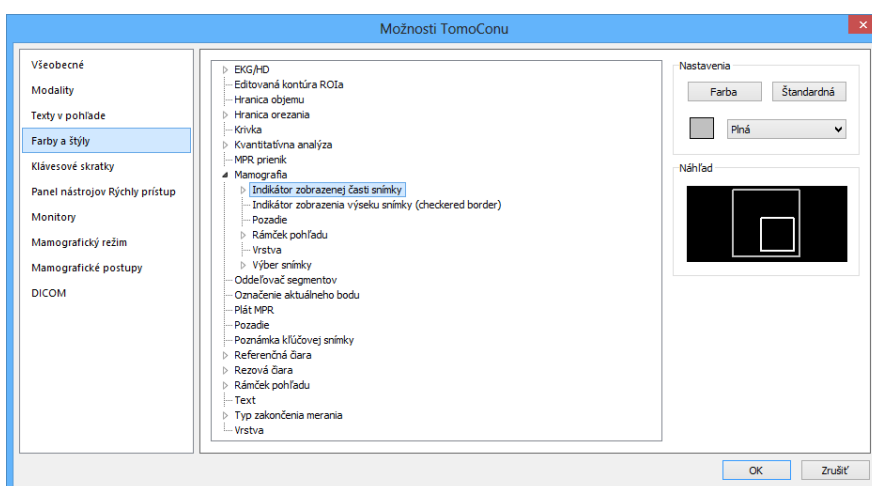 Možnosti TomoConu
Všeobecné
Modality
Texty v pohľade
Farby a štýly
Klávesové skratky
Panel nástrojov Rýchly prístup
Monitory
Mamografický režim
Mamografické postupy
DICOM
EKG/HD
Editovaná kontúra ROIa
Hranica objemu
Hranica orezania
Krivka
Kvantitatívna analýza
MPR prienik
Mamografia
Indikátor zobrazenej časti snímky
Indikátor zobrazenia výseku snímky (checkered border)
Pozadie
Rámček pohľadu
Vrstva
Výber snímky
Oddeľovač segmentov
Označenie aktuálneho bodu
Plát MPR
Pozadie
Poznámka kľúčovej snímky
Referenčná čiara
Rezová čiara
Rámček pohľadu
Text
Typ zakončenia merania
Vrstva
Nastavenia
Farba Štandardná
Plná
Náhľad
OK Zrušiť